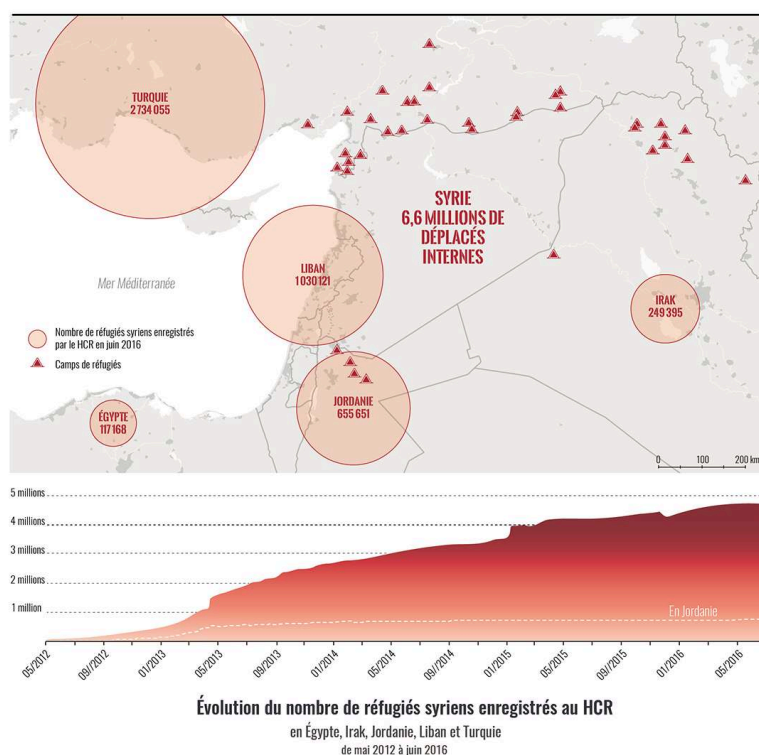 TURQUIE
2 734 055
SYRIE
6,6 MILLIONS DE
DÉPLACÉS
INTERNES
LIBAN
1 030 121
Mer Méditerranée
IRAK
249 395
Nombre de réfugiés syriens enregistrés
par le HCR en juin 2016
Camps de réfugiés
JORDANIE
655 651
ÉGYPTE
117 168
0 100 200 km
5 millions
4 millions
3 millions
2 millions
1 million
En Jordanie
05/2012 09//2012 01/2013 05/2013 09/2013 01/2014 05/2014 09/2014 01/2015 05/2015 09/2015 01/2016 05/2016
Évolution du nombre de réfugiés syriens enregistrés au HCR
en Égypte, Irak, Jordanie, Liban et Turquie
de mai 2012 à juin 2016